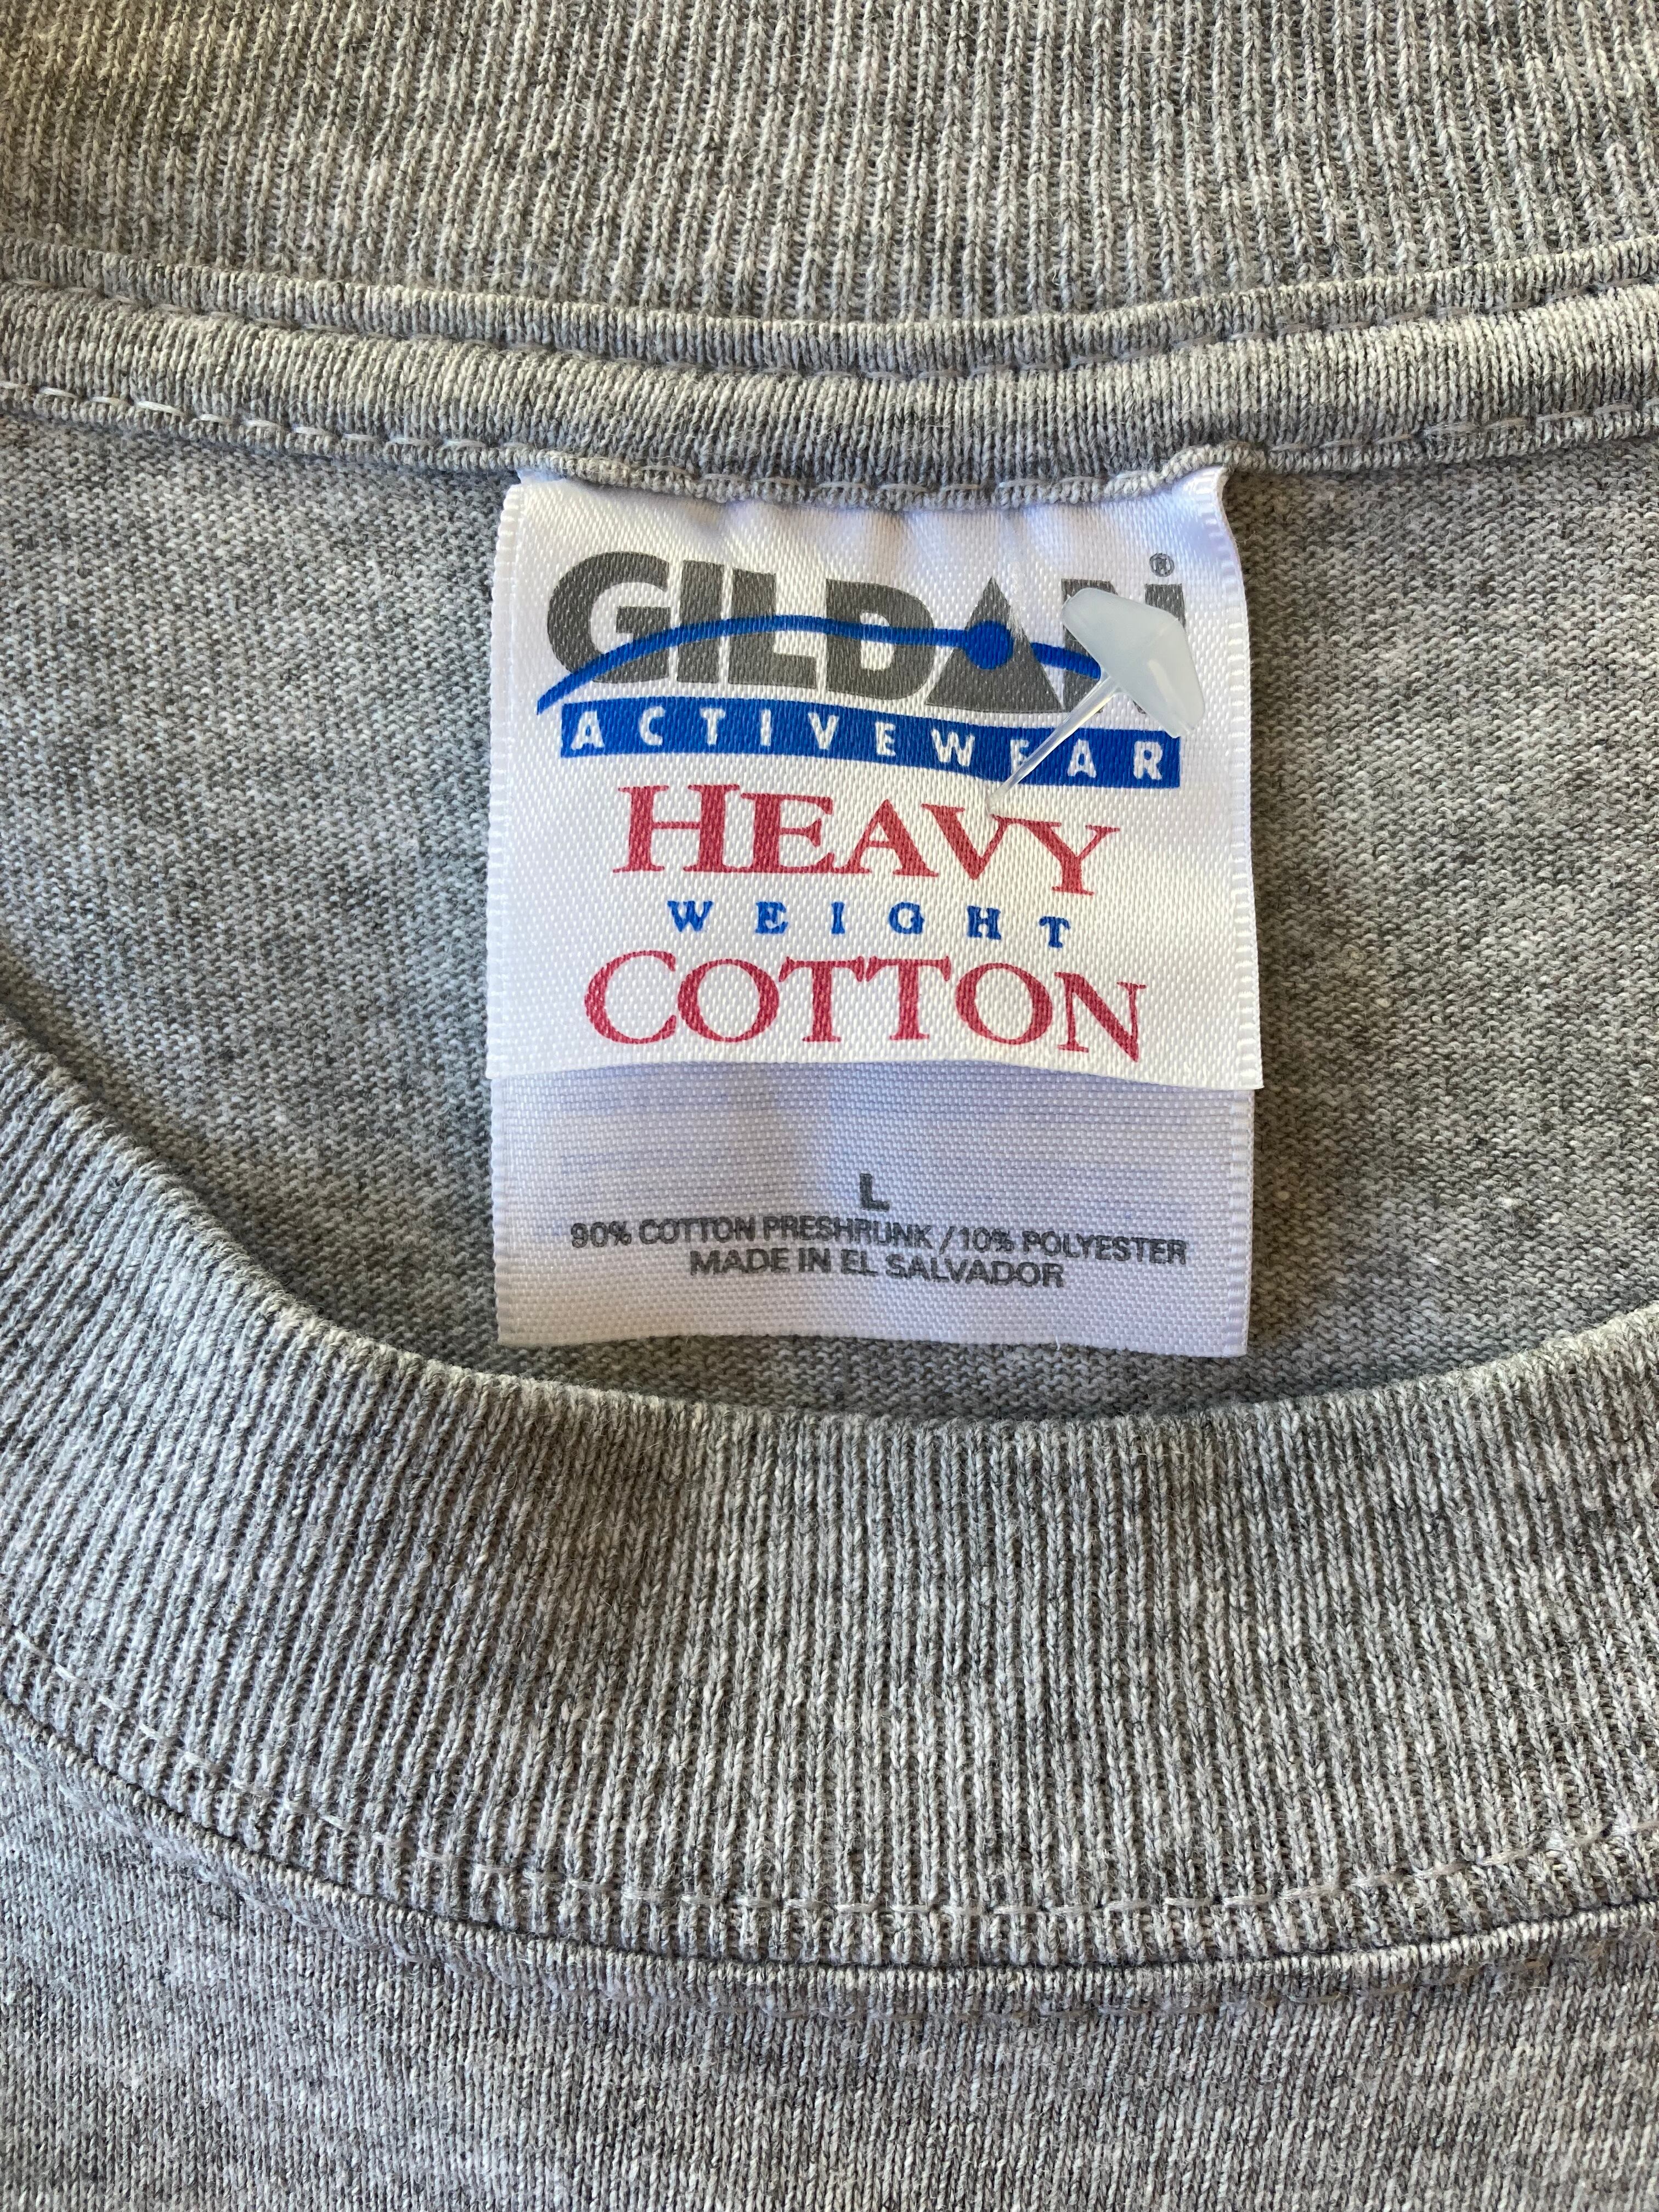 GILDAN®
ACTIVEWEAR
HEAVY
WEIGHT
COTTON
L
90% COTTON PRESHRUNK / 10% POLYESTER
MADE IN EL SALVADOR